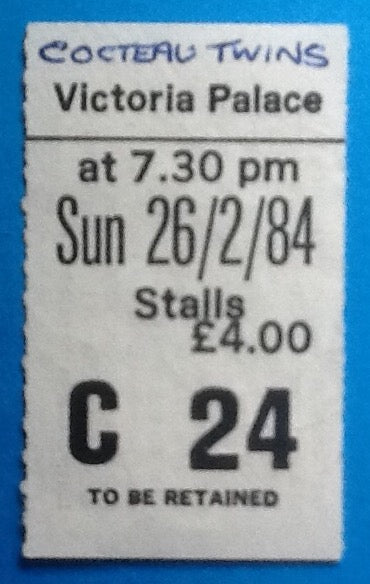 COCTEAU TWINS
Victoria Palace
at 7.30 pm
Sun 26/2/84
Stalls
£4.00
C 24
TO BE RETAINED